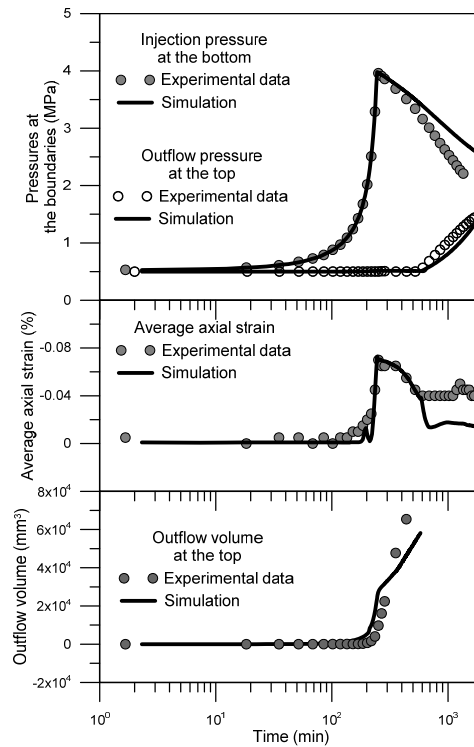 5
4
3
2
1
0
Pressures at
the boundaries (MPa)
Injection pressure
at the bottom
Experimental data
Simulation
Outflow pressure
at the top
Experimental data
Simulation
-0.08
-0.04
0
Average axial strain (%)
Average axial strain
Experimental data
Simulation
8x10⁴
6x10⁴
4x10⁴
2x10⁴
0
-2x10⁴
Outflow volume (mm³)
Outflow volume
at the top
Experimental data
Simulation
10⁰ 10¹ 10² 10³
Time (min)